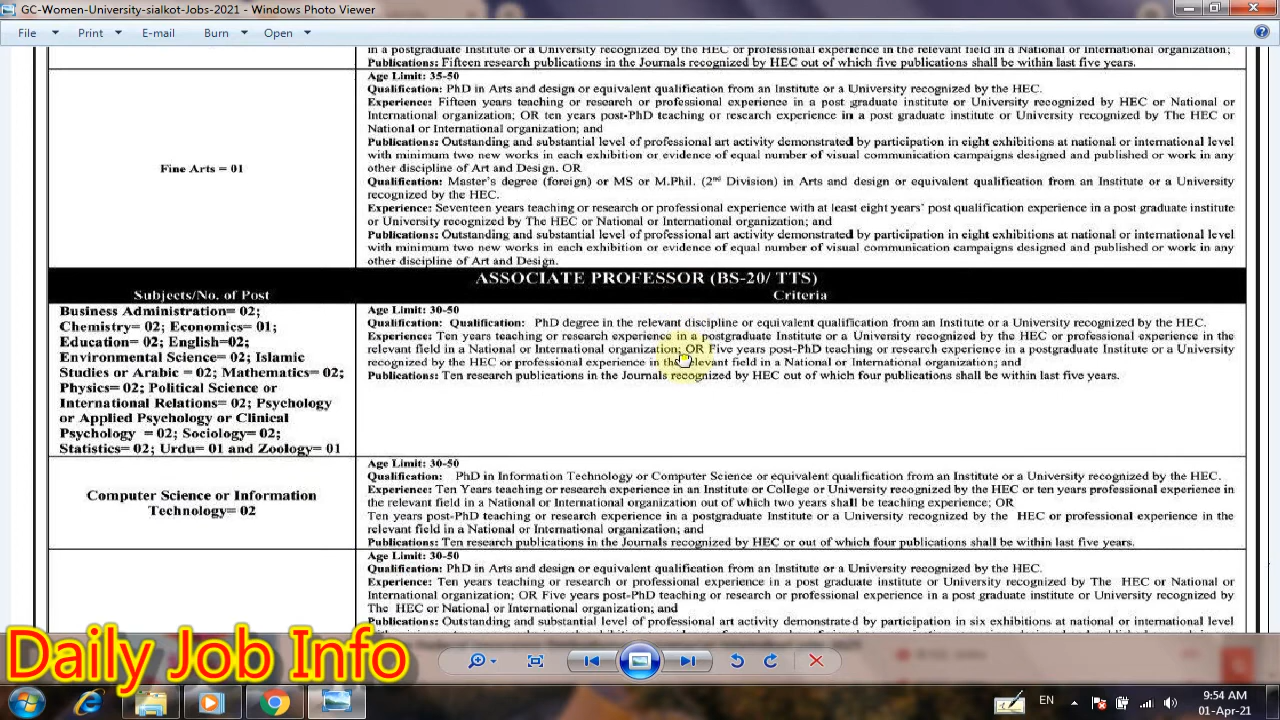 GC-Women-University-sialkot-Jobs-2021 - Windows Photo Viewer
File Print E-mail Burn Open
in a postgraduate Institute or a University recognized by the HEC or professional experience in the relevant field in a National or International organization;
Publications: Fifteen research publications in the Journals recognized by HEC out of which five publications shall be within last five years.
Fine Arts = 01
Age Limit: 35-50
Qualification: PhD in Arts and design or equivalent qualification from an Institute or a University recognized by the HEC.
Experience: Fifteen years teaching or research or professional experience in a post graduate institute or University recognized by HEC or National or
International organization; OR ten years post-PhD teaching or research experience in a post graduate institute or University recognized by The HEC or
National or International organization; and
Publications: Outstanding and substantial level of professional art activity demonstrated by participation in eight exhibitions at national or international level
with minimum two new works in each exhibition or evidence of equal number of visual communication campaigns designed and published or work in any
other discipline of Art and Design. OR
Qualification: Master's degree (foreign) or MS or M.Phil. (2nd Division) in Arts and design or equivalent qualification from an Institute or a University
recognized by the HEC.
Experience: Seventeen years teaching or research or professional experience with at least eight years' post qualification experience in a post graduate institute
or University recognized by The HEC or National or International organization; and
Publications: Outstanding and substantial level of professional art activity demonstrated by participation in eight exhibitions at national or international level
with minimum two new works in each exhibition or evidence of equal number of visual communication campaigns designed and published or work in any
other discipline of Art and Design.
ASSOCIATE PROFESSOR (BS-20/ TTS)
Subjects/No. of Post Criteria
Business Administration= 02;
Chemistry= 02; Economics= 01;
Education= 02; English=02;
Environmental Science= 02; Islamic
Studies or Arabic = 02; Mathematics= 02;
Physics= 02; Political Science or
International Relations= 02; Psychology
or Applied Psychology or Clinical
Psychology = 02; Sociology= 02;
Statistics= 02; Urdu= 01 and Zoology= 01
Age Limit: 30-50
Qualification: Qualification: PhD degree in the relevant discipline or equivalent qualification from an Institute or a University recognized by the HEC.
Experience: Ten years teaching or research experience in a postgraduate Institute or a University recognized by the HEC or professional experience in the
relevant field in a National or International organization; OR Five years post-PhD teaching or research experience in a postgraduate Institute or a University
recognized by the HEC or professional experience in the relevant field in a National or International organization; and
Publications: Ten research publications in the Journals recognized by HEC out of which four publications shall be within last five years.
Computer Science or Information
Technology= 02
Age Limit: 30-50
Qualification: PhD in Information Technology or Computer Science or equivalent qualification from an Institute or a University recognized by the HEC.
Experience: Ten Years teaching or research experience in an Institute or College or University recognized by the HEC or ten years professional experience in
the relevant field in a National or International organization out of which two years shall be teaching experience; OR
Ten years post-PhD teaching or research experience in a postgraduate Institute or a University recognized by the HEC or professional experience in the
relevant field in a National or International organization; and
Publications: Ten research publications in the Journals recognized by HEC or out of which four publications shall be within last five years.
Age Limit: 30-50
Qualification: PhD in Arts and design or equivalent qualification from an Institute or a University recognized by the HEC.
Experience: Ten years teaching or research or professional experience in a post graduate institute or University recognized by The HEC or National or
International organization; OR Five years post-PhD teaching or research or professional experience in a post graduate institute or University recognized by
The HEC or National or International organization; and
Publications: Outstanding and substantial level of professional art activity demonstrated by participation in six exhibitions at national or international level
Daily Job Info
EN
9:54 AM
01-Apr-21